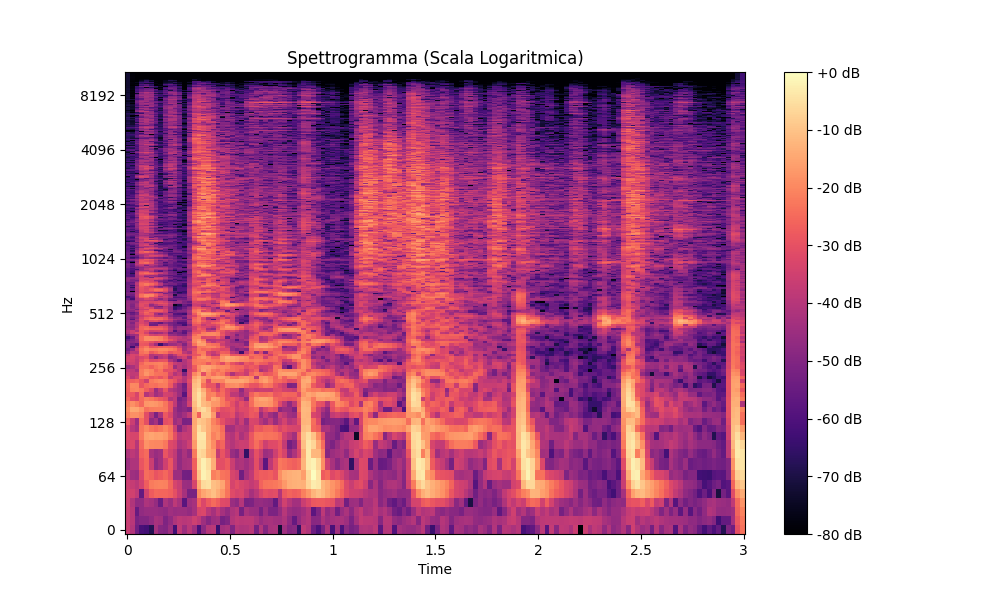 Spettrogramma (Scala Logaritmica)
Hz
8192
4096
2048
1024
512
256
128
64
0
0
0.5
1
1.5
2
2.5
3
Time
+0 dB
-10 dB
-20 dB
-30 dB
-40 dB
-50 dB
-60 dB
-70 dB
-80 dB